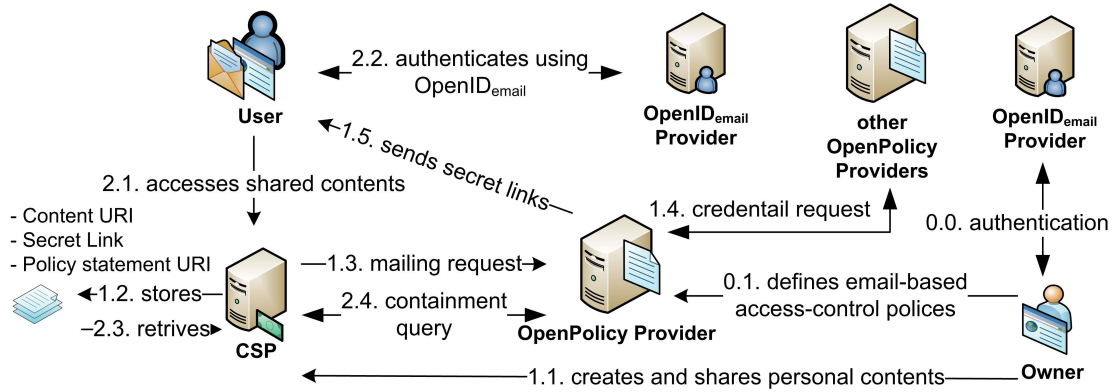 2.2. authenticates using
OpenIDemail
User
OpenIDemail
Provider
other
OpenPolicy
Providers
OpenIDemail
Provider
1.5. sends secret links
2.1. accesses shared contents
- Content URI
- Secret Link
- Policy statement URI
1.4. credentail request
0.0. authentication
1.3. mailing request
1.2. stores
2.4. containment
query
0.1. defines email-based
access-control polices
2.3. retrives
OpenPolicy Provider
CSP
Owner
1.1. creates and shares personal contents